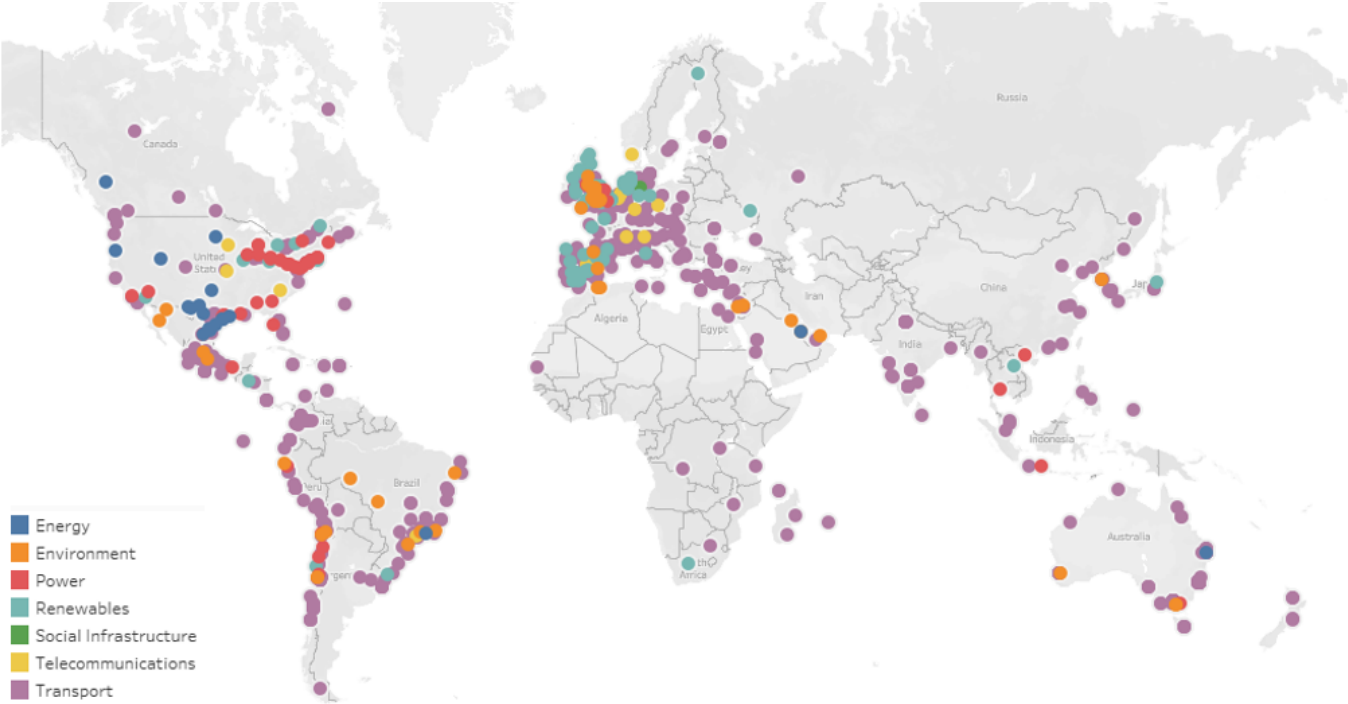 Canada
Russia
United
States
Algeria
Egypt
Iran
China
India
Indonesia
Brazil
Australia
Africa
Energy
Environment
Power
Renewables
Social Infrastructure
Telecommunications
Transport